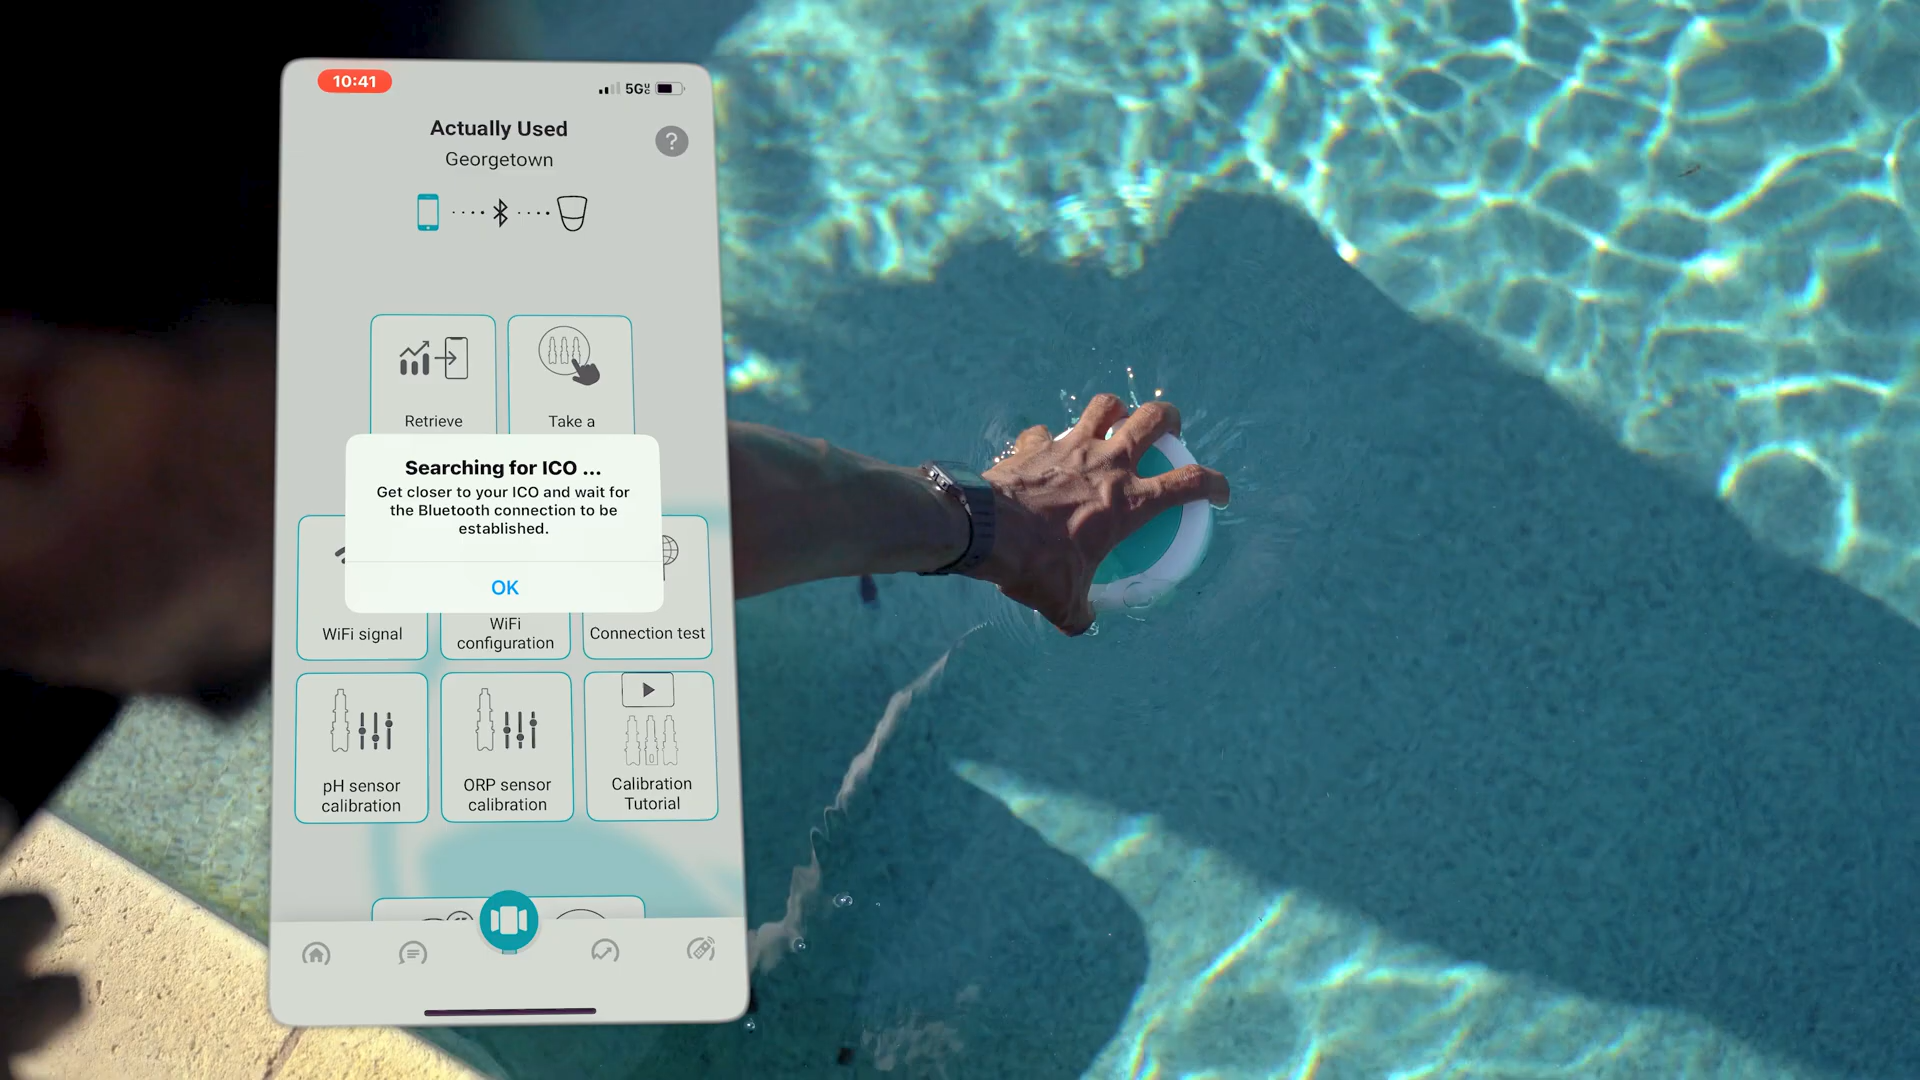 10:41
5G
Actually Used
?
Georgetown
Retrieve
Take a
Searching for ICO ...
Get closer to your ICO and wait for
the Bluetooth connection to be
established.
OK
WiFi signal
WiFi
configuration
Connection test
pH sensor
calibration
ORP sensor
calibration
Calibration
Tutorial